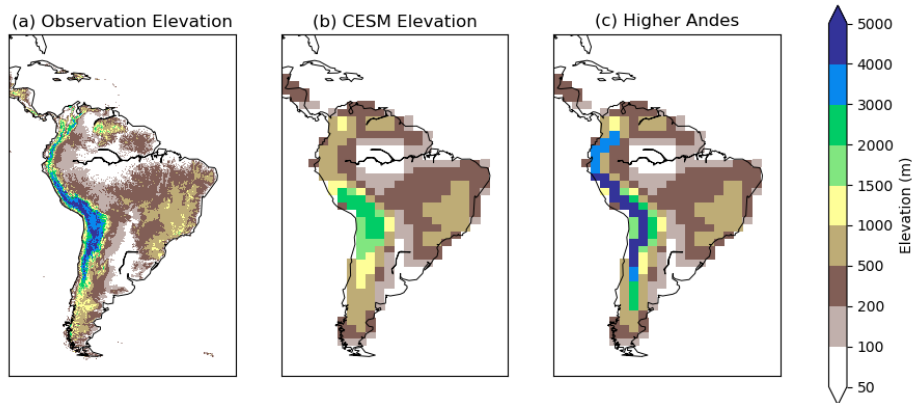 (a) Observation Elevation
(b) CESM Elevation
(c) Higher Andes
5000
4000
3000
2000
1500
1000
500
200
100
50
Elevation (m)